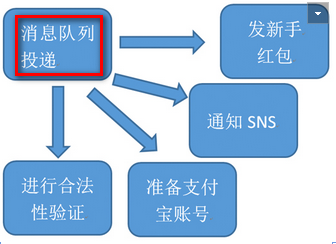 消息队列
投递
发新手
红包
通知 SNS
进行合法
性验证
准备支付
宝账号